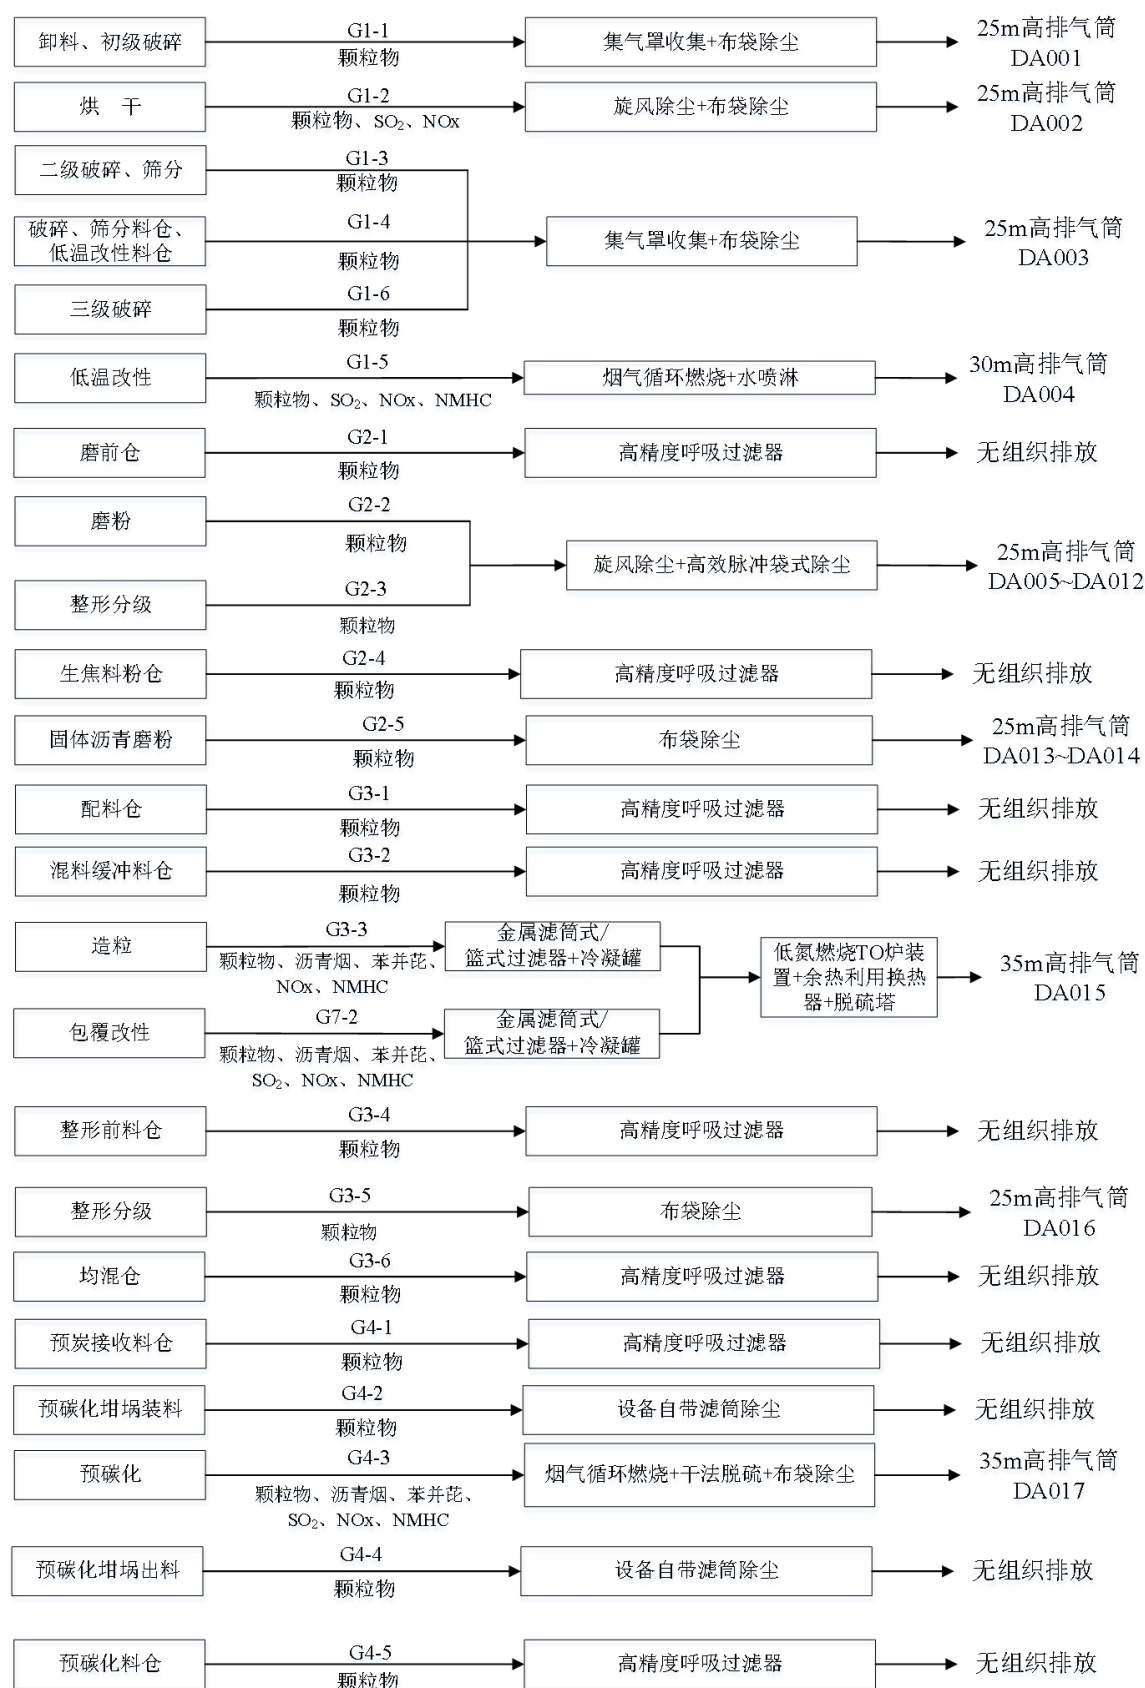 卸料、初级破碎
G1-1
颗粒物
集气罩收集+布袋除尘
25m高排气筒
DA001
烘 干
G1-2
颗粒物、SO₂、NOx
旋风除尘+布袋除尘
25m高排气筒
DA002
二级破碎、筛分
G1-3
颗粒物
破碎、筛分料仓、
低温改性料仓
G1-4
颗粒物
三级破碎
G1-6
颗粒物
集气罩收集+布袋除尘
25m高排气筒
DA003
低温改性
G1-5
颗粒物、SO₂、NOx、NMHC
烟气循环燃烧+水喷淋
30m高排气筒
DA004
磨前仓
G2-1
颗粒物
高精度呼吸过滤器
无组织排放
磨粉
G2-2
颗粒物
整形分级
G2-3
颗粒物
旋风除尘+高效脉冲袋式除尘
25m高排气筒
DA005~DA012
生焦料粉仓
G2-4
颗粒物
高精度呼吸过滤器
无组织排放
固体沥青磨粉
G2-5
颗粒物
布袋除尘
25m高排气筒
DA013~DA014
配料仓
G3-1
颗粒物
高精度呼吸过滤器
无组织排放
混料缓冲料仓
G3-2
颗粒物
高精度呼吸过滤器
无组织排放
造粒
G3-3
颗粒物、沥青烟、苯并芘、
NOx、NMHC
金属滤筒式/
篮式过滤器+冷凝罐
包覆改性
G7-2
颗粒物、沥青烟、苯并芘、
SO₂、NOx、NMHC
金属滤筒式/
篮式过滤器+冷凝罐
低氮燃烧TO炉装
置+余热利用换热
器+脱硫塔
35m高排气筒
DA015
整形前料仓
G3-4
颗粒物
高精度呼吸过滤器
无组织排放
整形分级
G3-5
颗粒物
布袋除尘
25m高排气筒
DA016
均混仓
G3-6
颗粒物
高精度呼吸过滤器
无组织排放
预炭接收料仓
G4-1
颗粒物
高精度呼吸过滤器
无组织排放
预碳化坩埚装料
G4-2
颗粒物
设备自带滤筒除尘
无组织排放
预碳化
G4-3
颗粒物、沥青烟、苯并芘、
SO₂、NOx、NMHC
烟气循环燃烧+干法脱硫+布袋除尘
35m高排气筒
DA017
预碳化坩埚出料
G4-4
颗粒物
设备自带滤筒除尘
无组织排放
预碳化料仓
G4-5
颗粒物
高精度呼吸过滤器
无组织排放